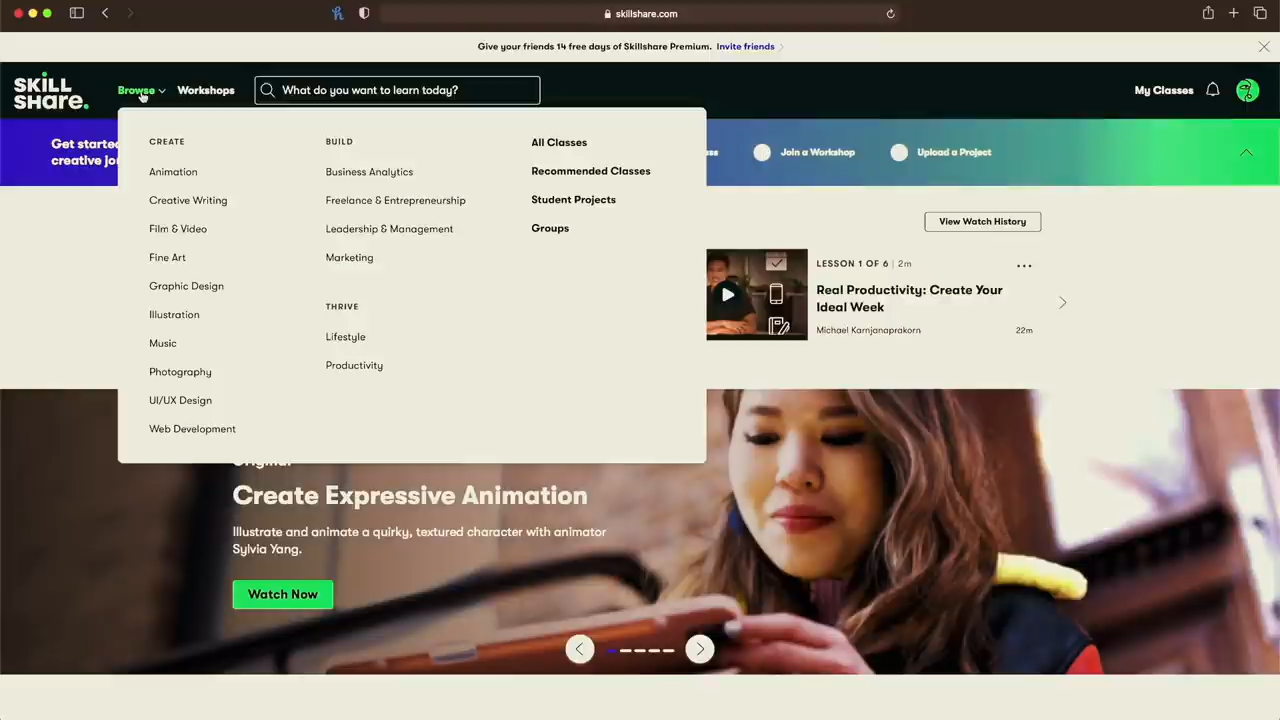 skillshare.com
Give your friends 14 free days of Skillshare Premium. Invite friends
SKILL
SHARE.
Browse
Workshops
What do you want to learn today?
My Classes
Get started
creative
Join a Workshop
Upload a Project
CREATE
Animation
Creative Writing
Film & Video
Fine Art
Graphic Design
Illustration
Music
Photography
UI/UX Design
Web Development
BUILD
Business Analytics
Freelance & Entrepreneurship
Leadership & Management
Marketing
THRIVE
Lifestyle
Productivity
All Classes
Recommended Classes
Student Projects
Groups
View Watch History
LESSON 1 OF 6 | 2m
Real Productivity: Create Your
Ideal Week
Michael Karnjanaprakorn
22m
Original
Create Expressive Animation
Illustrate and animate a quirky, textured character with animator
Sylvia Yang.
Watch Now